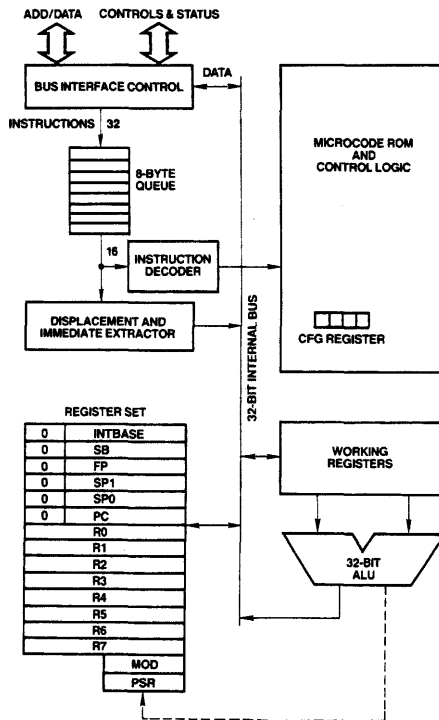 ADD/DATA
CONTROLS & STATUS
BUS INTERFACE CONTROL
DATA
INSTRUCTIONS
32
8-BYTE
QUEUE
16
INSTRUCTION
DECODER
DISPLACEMENT AND
IMMEDIATE EXTRACTOR
MICROCODE ROM
AND
CONTROL LOGIC
CFG REGISTER
32-BIT INTERNAL BUS
REGISTER SET
0 INTBASE
0 SB
0 FP
0 SP1
0 SP0
0 PC
R0
R1
R2
R3
R4
R5
R6
R7
MOD
PSR
WORKING
REGISTERS
32-BIT
ALU